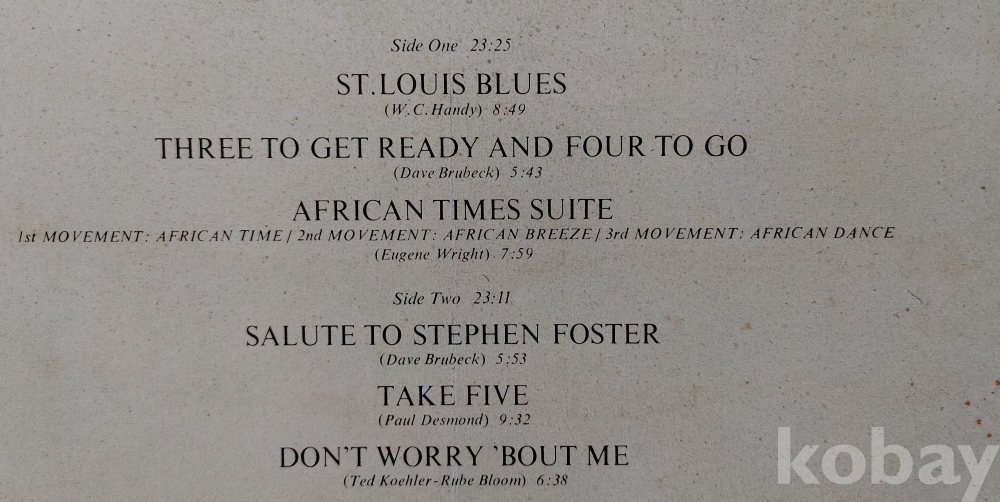 Side One 23:25
ST.LOUIS BLUES
(W.C.Handy) 8:49
THREE TO GET READY AND FOUR TO GO
(Dave Brubeck) 5:43
AFRICAN TIMES SUITE
1st MOVEMENT: AFRICAN TIME / 2nd MOVEMENT: AFRICAN BREEZE / 3rd MOVEMENT: AFRICAN DANCE
(Eugene Wright) 7:59
Side Two 23:11
SALUTE TO STEPHEN FOSTER
(Dave Brubeck) 5:53
TAKE FIVE
(Paul Desmond) 9:32
DON'T WORRY 'BOUT ME
(Ted Koehler-Rube Bloom) 6:38
kobay